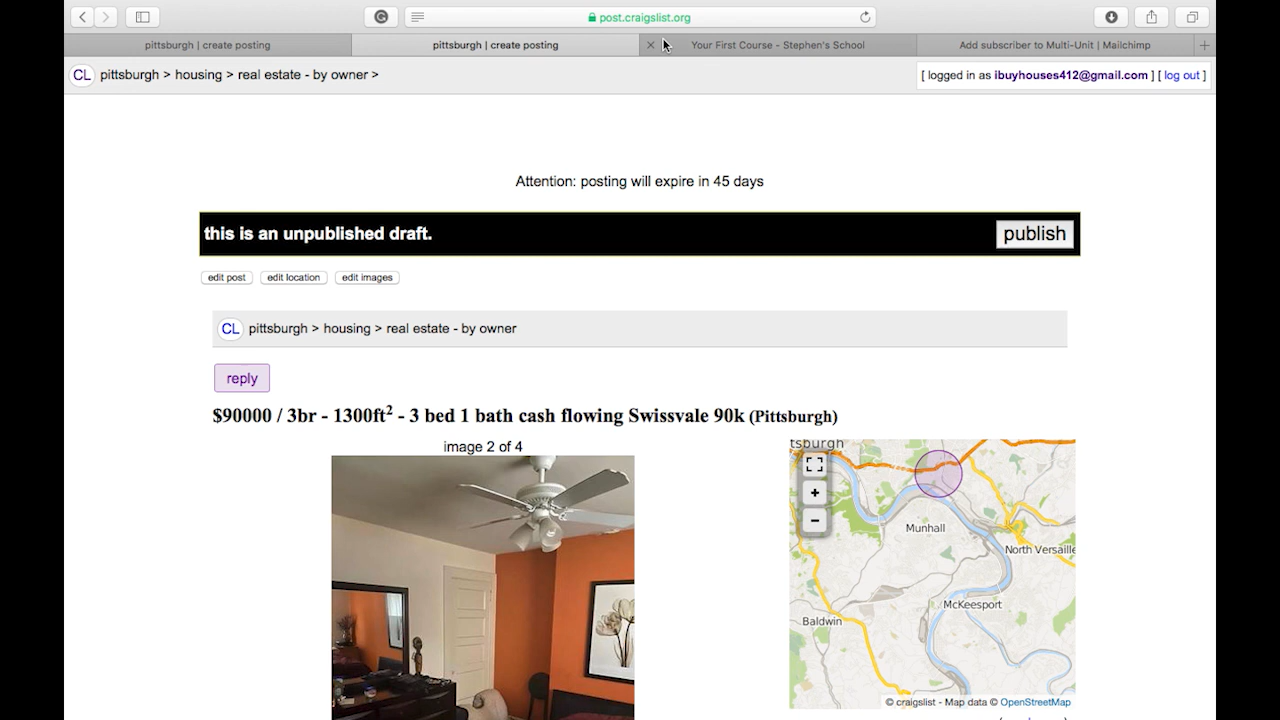 post.craigslist.org
pittsburgh | create posting
pittsburgh | create posting
Your First Course - Stephen's School
Add subscriber to Multi-Unit | Mailchimp
CL pittsburgh > housing > real estate - by owner >
[ logged in as ibuyhouses412@gmail.com ] [ log out ]
Attention: posting will expire in 45 days
this is an unpublished draft.
publish
edit post
edit location
edit images
CL pittsburgh > housing > real estate - by owner
reply
$90000 / 3br - 1300ft² - 3 bed 1 bath cash flowing Swissvale 90k (Pittsburgh)
image 2 of 4
tsburgh
+
-
Munhall
North Versaille
McKeesport
Baldwin
© craigslist - Map data © OpenStreetMap